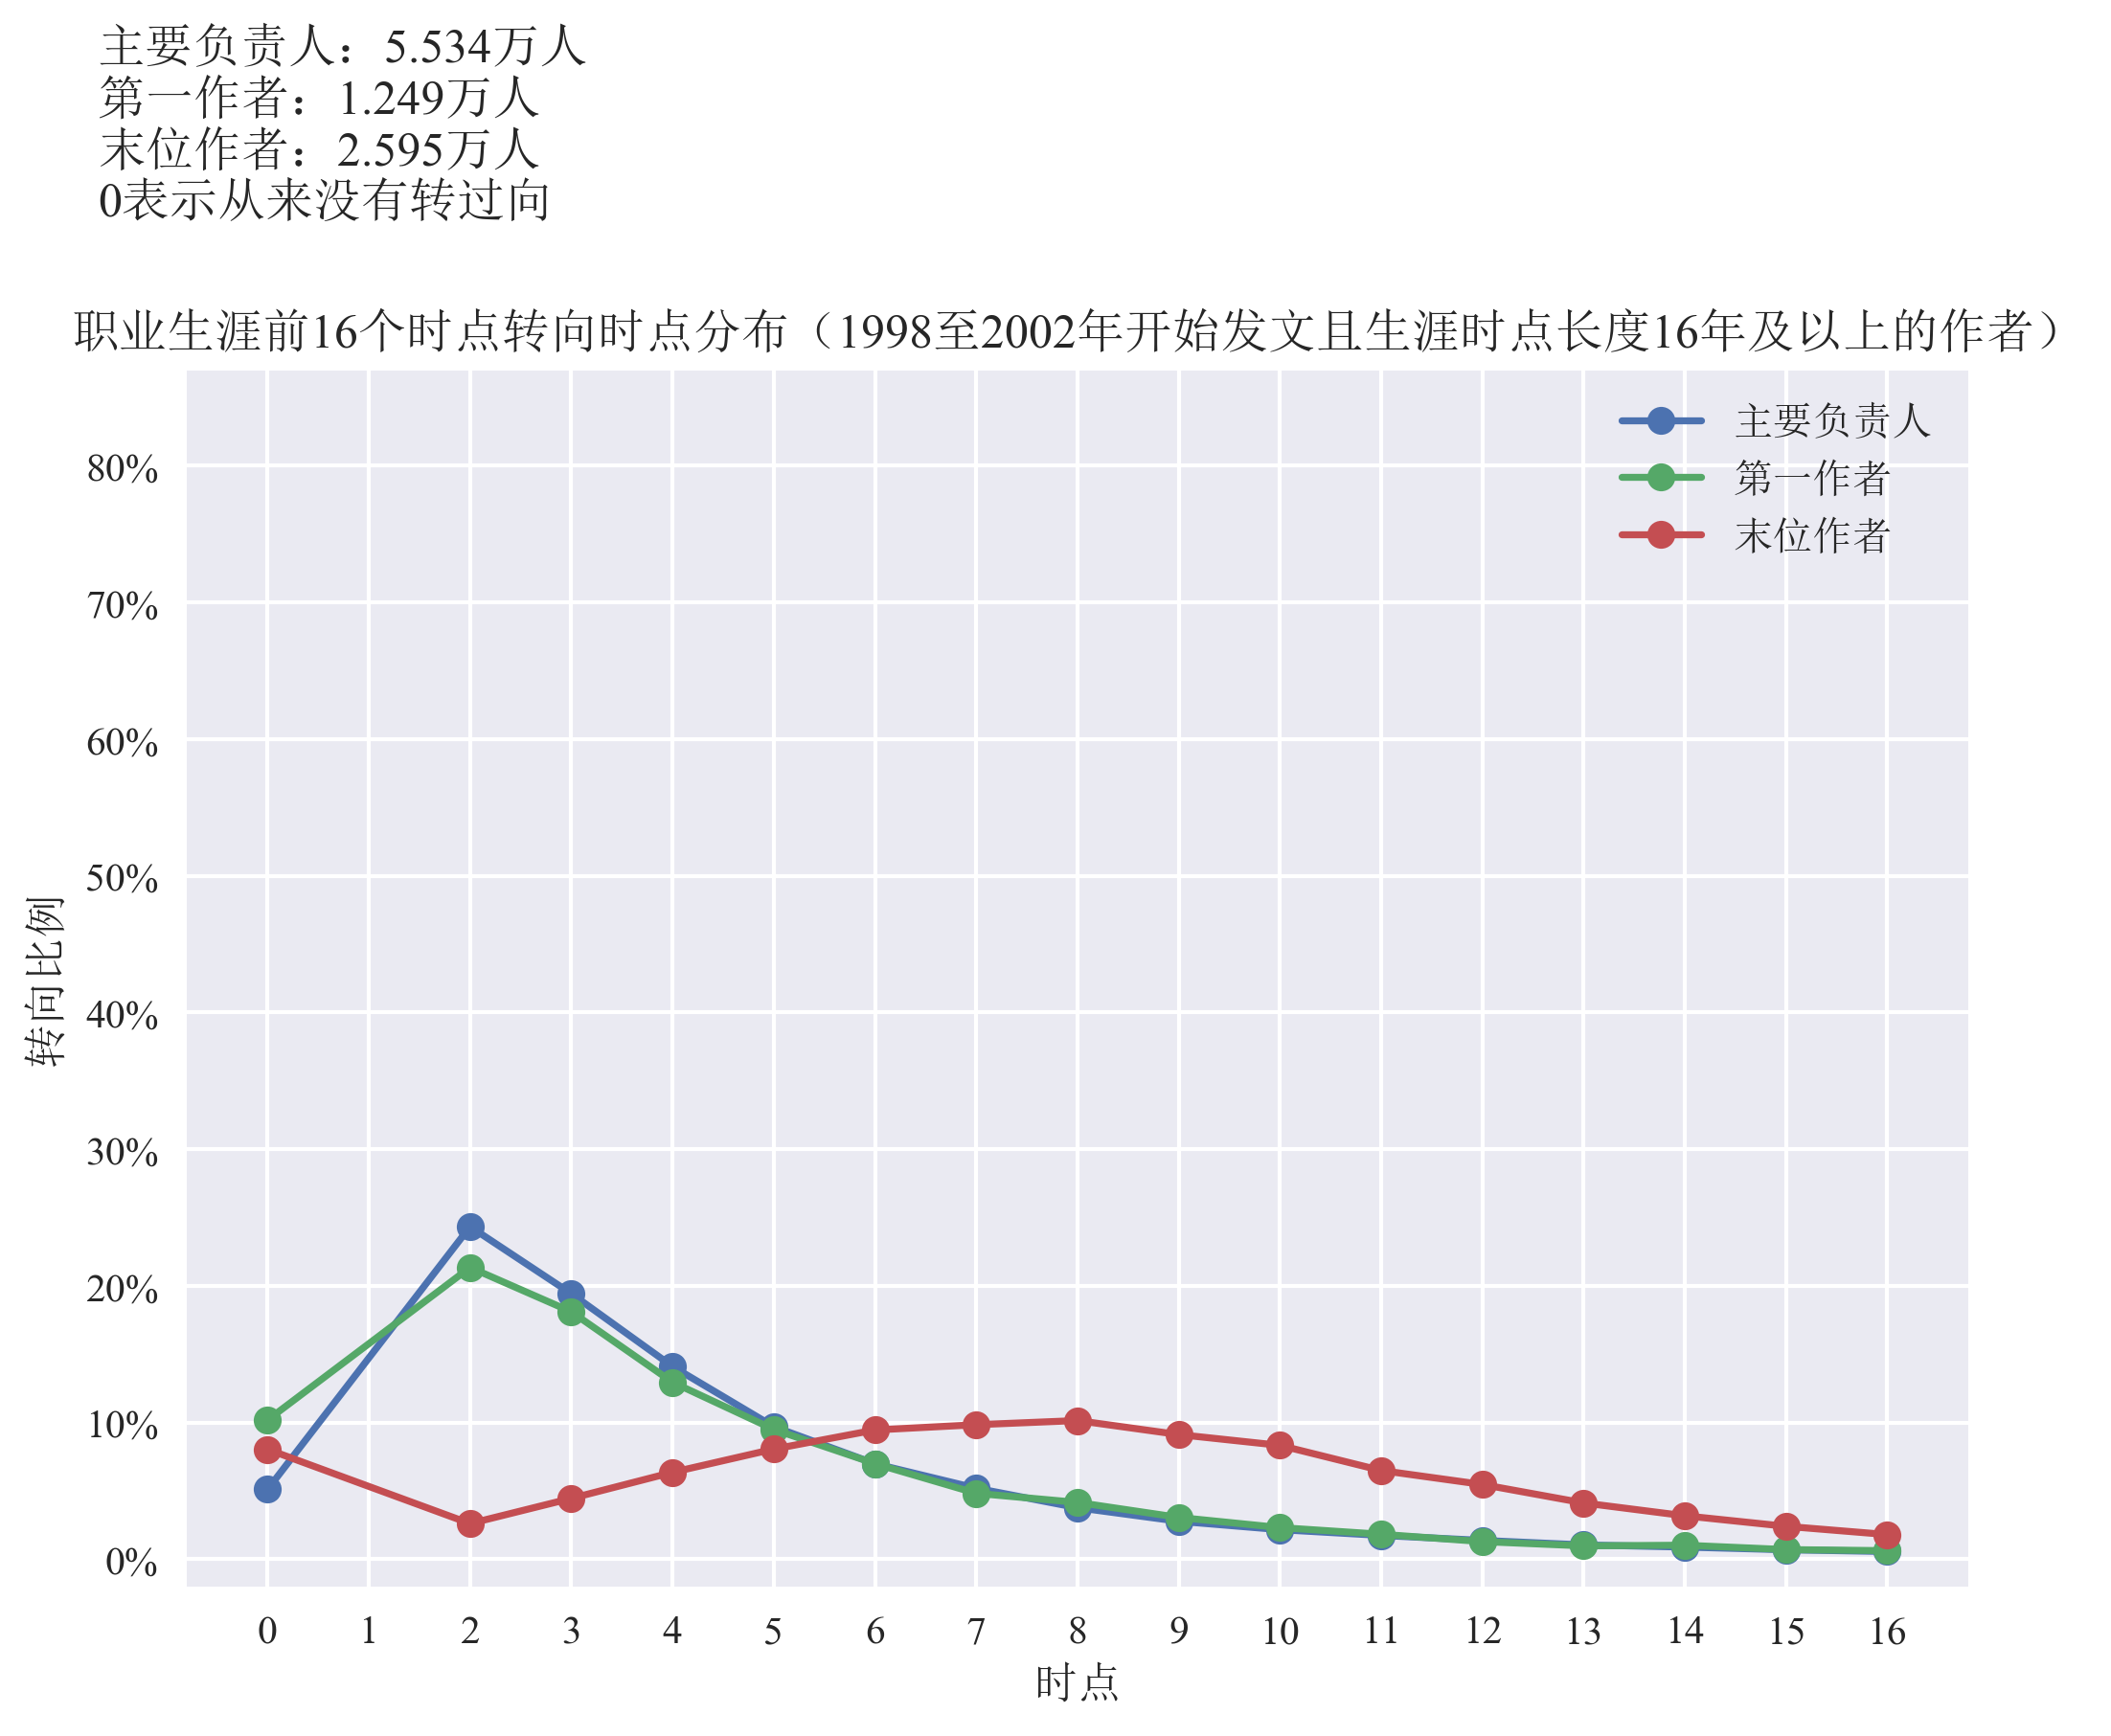 主要负责人：5.534万人
第一作者：1.249万人
末位作者：2.595万人
0表示从来没有转过向
职业生涯前16个时点转向时点分布（1998至2002年开始发文且生涯时点长度16年及以上的作者）
主要负责人
第一作者
末位作者
80%
70%
60%
50%
40%
30%
20%
10%
0%
转向比例
0 1 2 3 4 5 6 7 8 9 10 11 12 13 14 15 16
时点